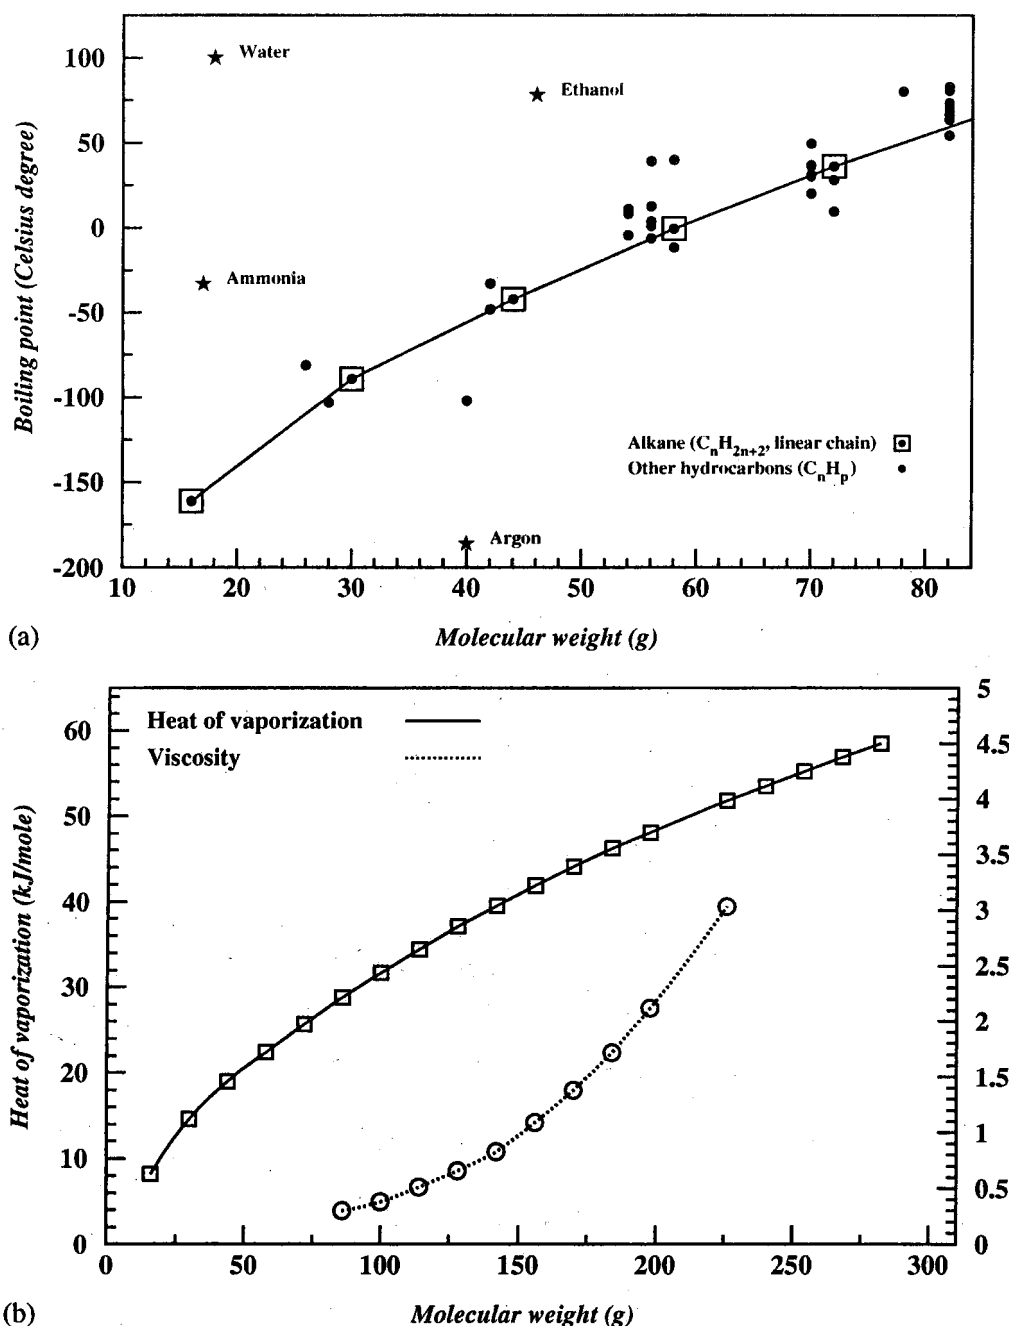 100
50
0
-50
-100
-150
-200
Boiling point (Celsius degree)
Water
Ethanol
Ammonia
Argon
Alkane (CnH2n+2, linear chain)
Other hydrocarbons (CnHp)
10 20 30 40 50 60 70 80
(a)
Molecular weight (g)
Heat of vaporization
Viscosity
60
50
40
30
20
10
0
Heat of vaporization (kJ/mole)
5
4.5
4
3.5
3
2.5
2
1.5
1
0.5
0
0 50 100 150 200 250 300
(b)
Molecular weight (g)